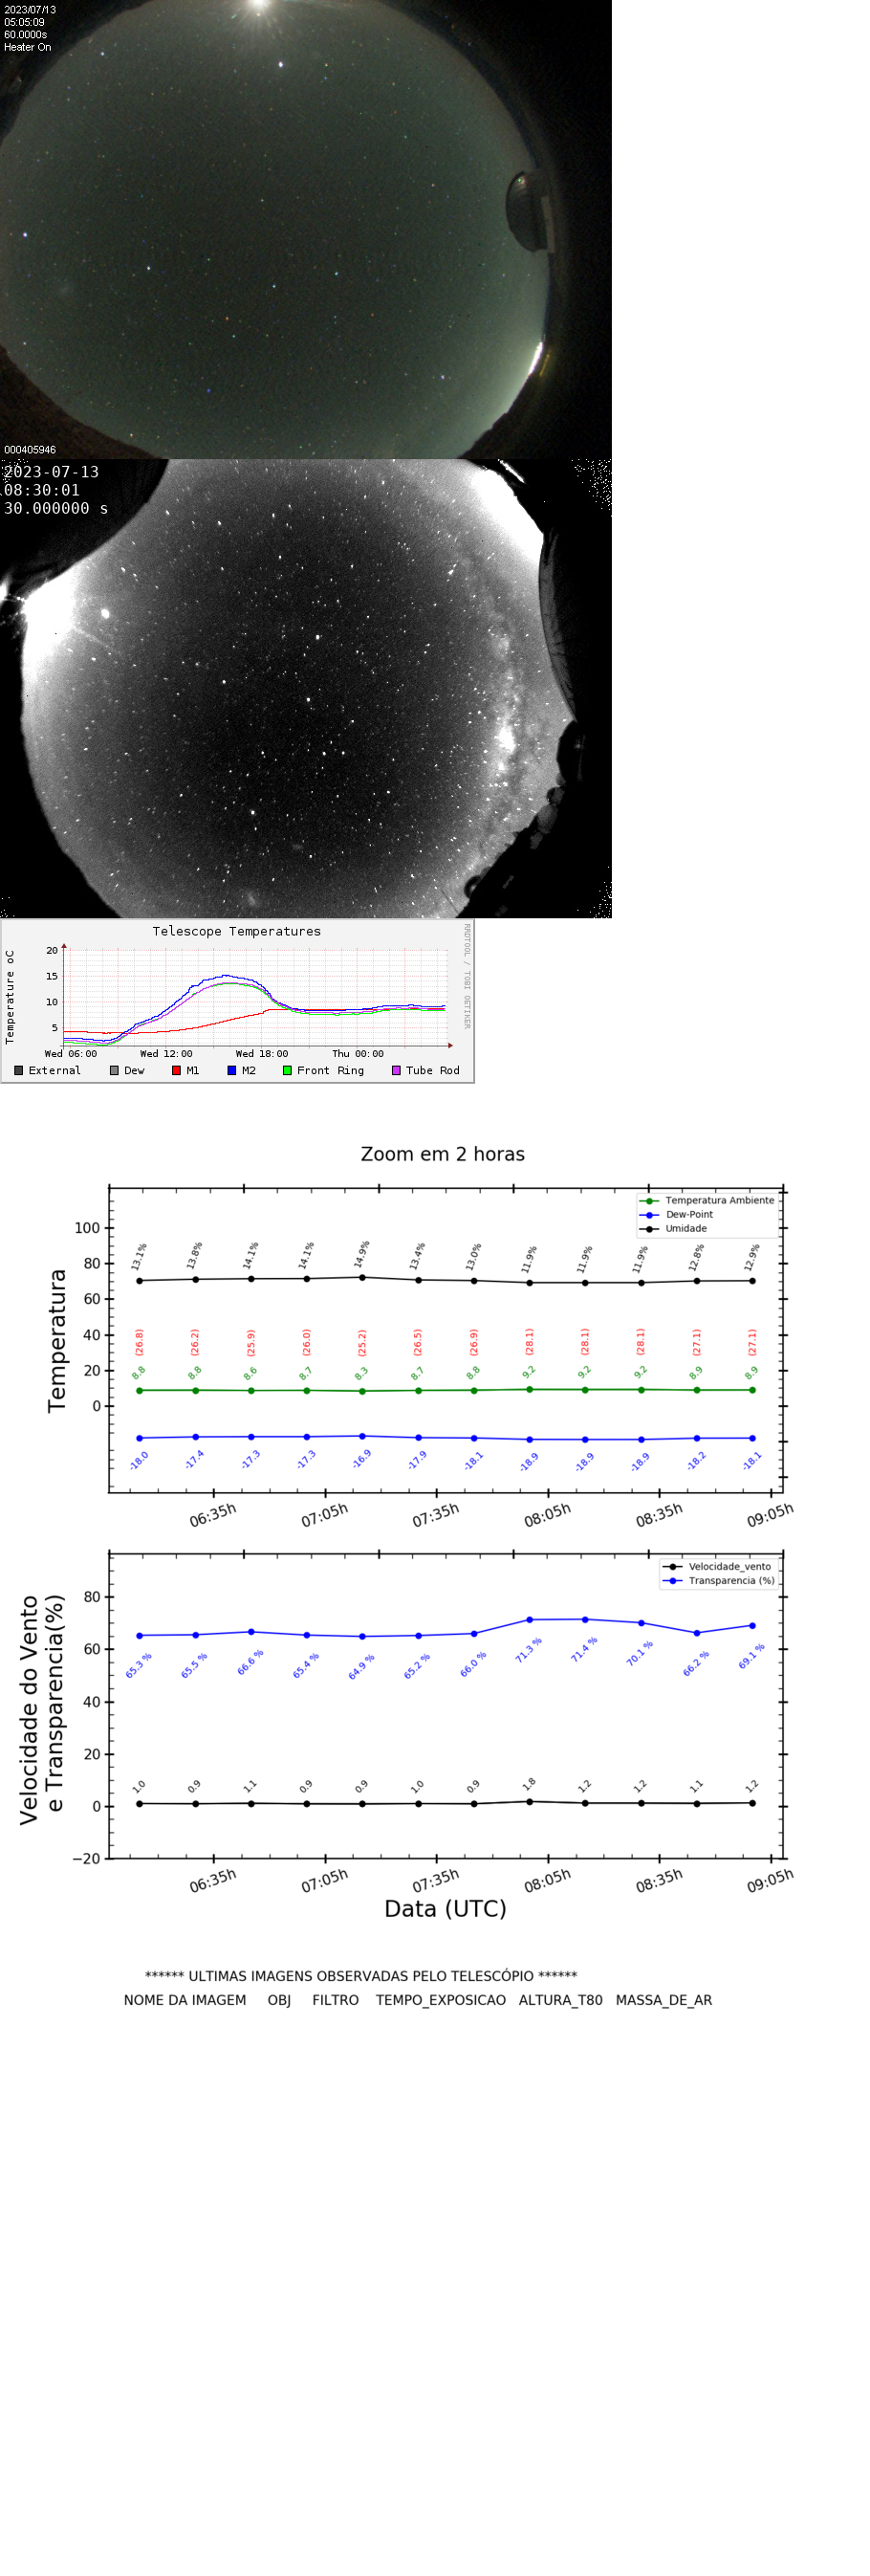 2023/07/13
05:05:09
60.0000s
Heater On
000405946
2023-07-13
08:30:01
30.000000 s
Telescope Temperatures
RRDTOOL / TOBI OETIKER
Temperature oC
20
15
10
5
Wed 06:00 Wed 12:00 Wed 18:00 Thu 00:00
External Dew M1 M2 Front Ring Tube Rod
Zoom em 2 horas
Temperatura Ambiente
Dew-Point
Umidade
Temperatura
100
80
60
40
20
0
13.1% 13.8% 14.1% 14.1% 14.9% 13.4% 13.0% 11.9% 11.9% 11.9% 12.8% 12.9%
(26.8) (26.2) (25.9) (26.0) (25.2) (26.5) (26.9) (28.1) (28.1) (28.1) (27.1) (27.1)
8.8 8.8 8.6 8.7 8.3 8.7 8.8 9.2 9.2 9.2 8.9 8.9
-18.0 -17.4 -17.3 -17.3 -16.9 -17.9 -18.1 -18.9 -18.9 -18.9 -18.2 -18.1
06:35h 07:05h 07:35h 08:05h 08:35h 09:05h
Velocidade_vento
Transparencia (%)
Velocidade do Vento
e Transparencia(%)
80
60
40
20
0
−20
65.3 % 65.5 % 66.6 % 65.4 % 64.9 % 65.2 % 66.0 % 71.3 % 71.4 % 70.1 % 66.2 % 69.1 %
1.0 0.9 1.1 0.9 0.9 1.0 0.9 1.8 1.2 1.2 1.1 1.2
06:35h 07:05h 07:35h 08:05h 08:35h 09:05h
Data (UTC)
****** ULTIMAS IMAGENS OBSERVADAS PELO TELESCÓPIO ******
NOME DA IMAGEM OBJ FILTRO TEMPO_EXPOSICAO ALTURA_T80 MASSA_DE_AR